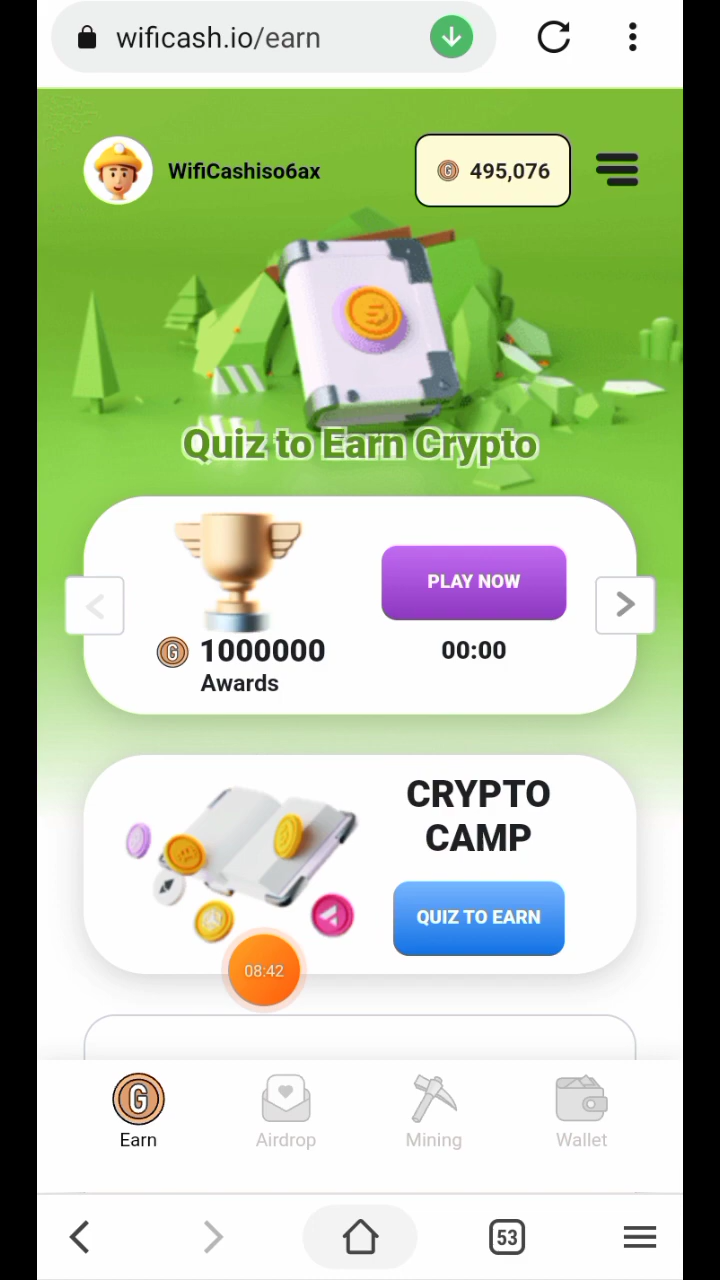 wificash.io/earn
WifiCashiso6ax
G 495,076
Quiz to Earn Crypto
PLAY NOW
G 1000000
00:00
Awards
CRYPTO
CAMP
QUIZ TO EARN
08:42
G
Earn
Airdrop
Mining
Wallet
53